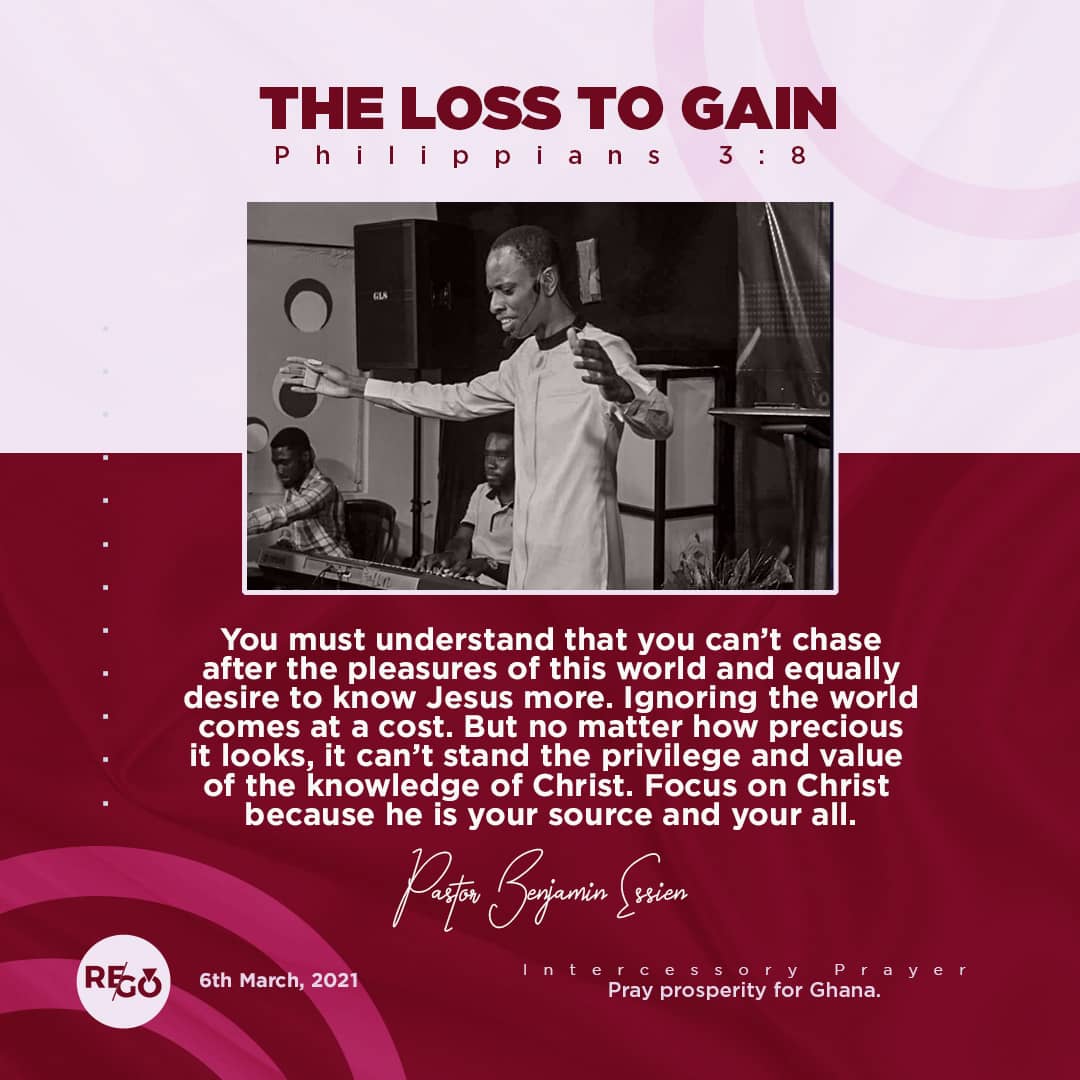 THE LOSS TO GAIN
Philippians 3:8
GLS
You must understand that you can’t chase
after the pleasures of this world and equally
desire to know Jesus more. Ignoring the world
comes at a cost. But no matter how precious
it looks, it can’t stand the privilege and value
of the knowledge of Christ. Focus on Christ
because he is your source and your all.
Pastor Benjamin Essien
RE/GO
6th March, 2021
Intercessory Prayer
Pray prosperity for Ghana.